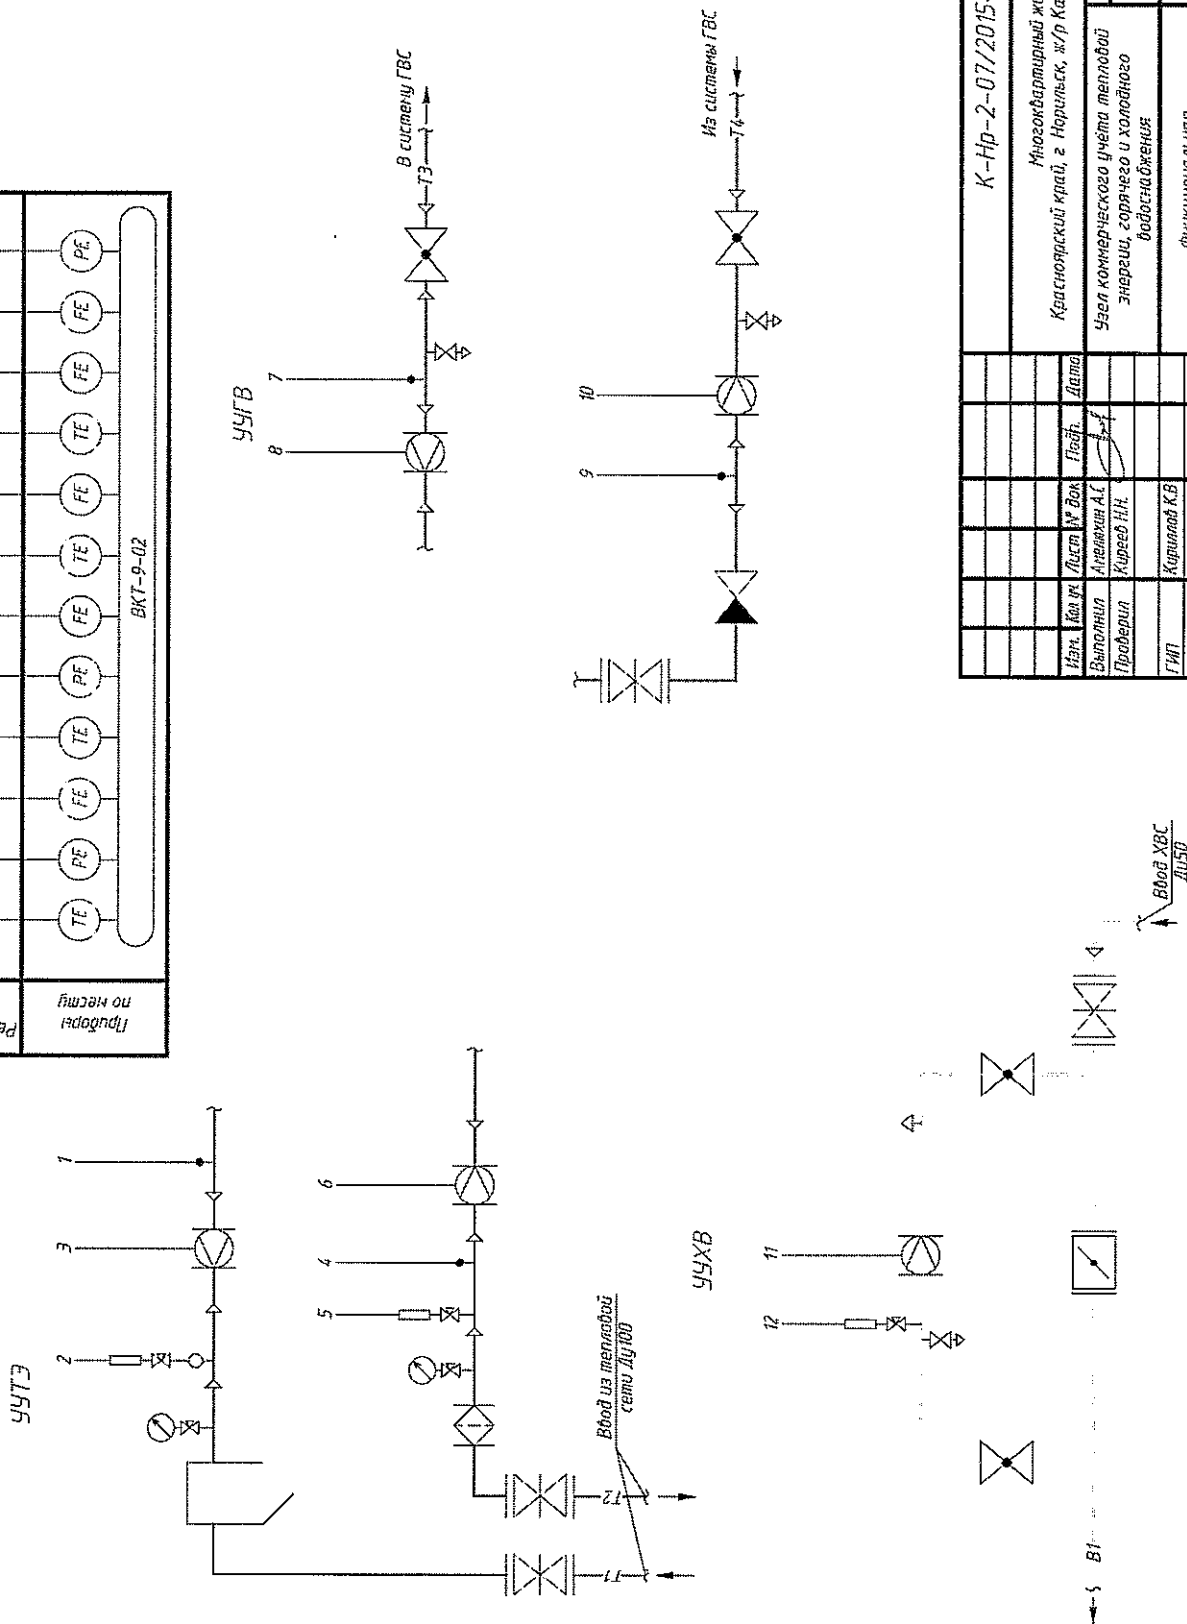 Приборы
по месту
TE
PE
FE
TE
PE
FE
TE
FE
TE
FE
FE
PE
ВКТ-9-02
УУТЭ
2
3
1
5
4
6
Т1
Т2
Ввод из тепловой
сети Ду100
УУГВ
8
7
В систему ГВС
Т3
9
10
Из системы ГВС
Т4
УУХВ
12
11
В1
Ввод ХВС
Ду50
К-Нр-2-07/2015-
Многоквартирный
Красноярский край, г. Норильск, ж/р
Изм. Кол.уч Лист № док Подп. Дата
Выполнил
Проверил Киреев Н.Н.
ГИП Кириллов К.В
Узел коммерческого учёта тепловой
энергии, горячего и холодного
водоснабжения